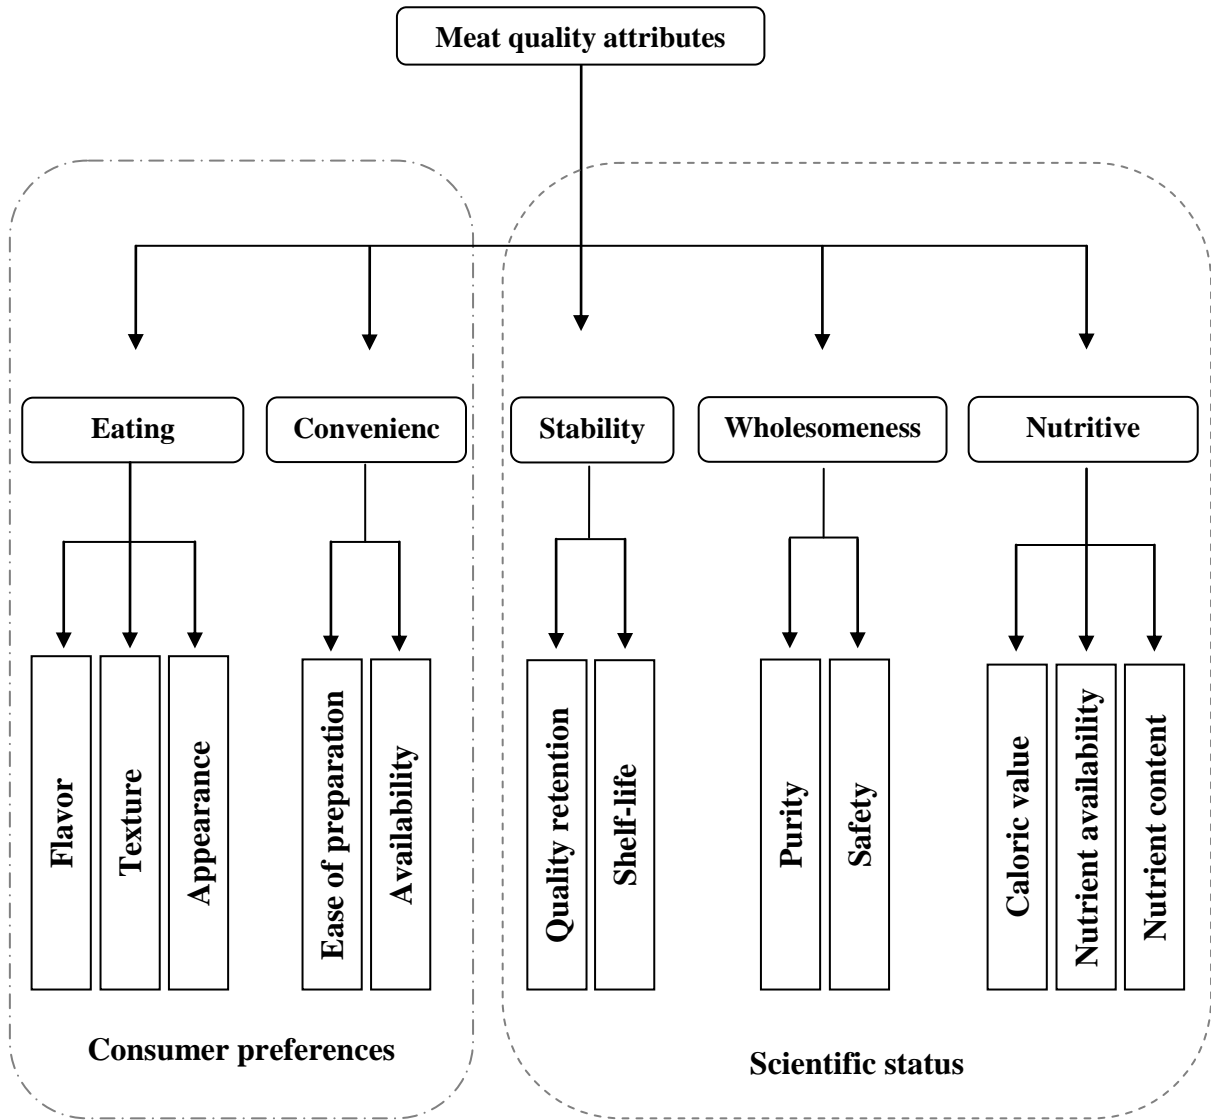 Meat quality attributes
Eating
Convenienc
Stability
Wholesomeness
Nutritive
Flavor
Texture
Appearance
Ease of preparation
Availability
Quality retention
Shelf-life
Purity
Safety
Caloric value
Nutrient availability
Nutrient content
Consumer preferences
Scientific status